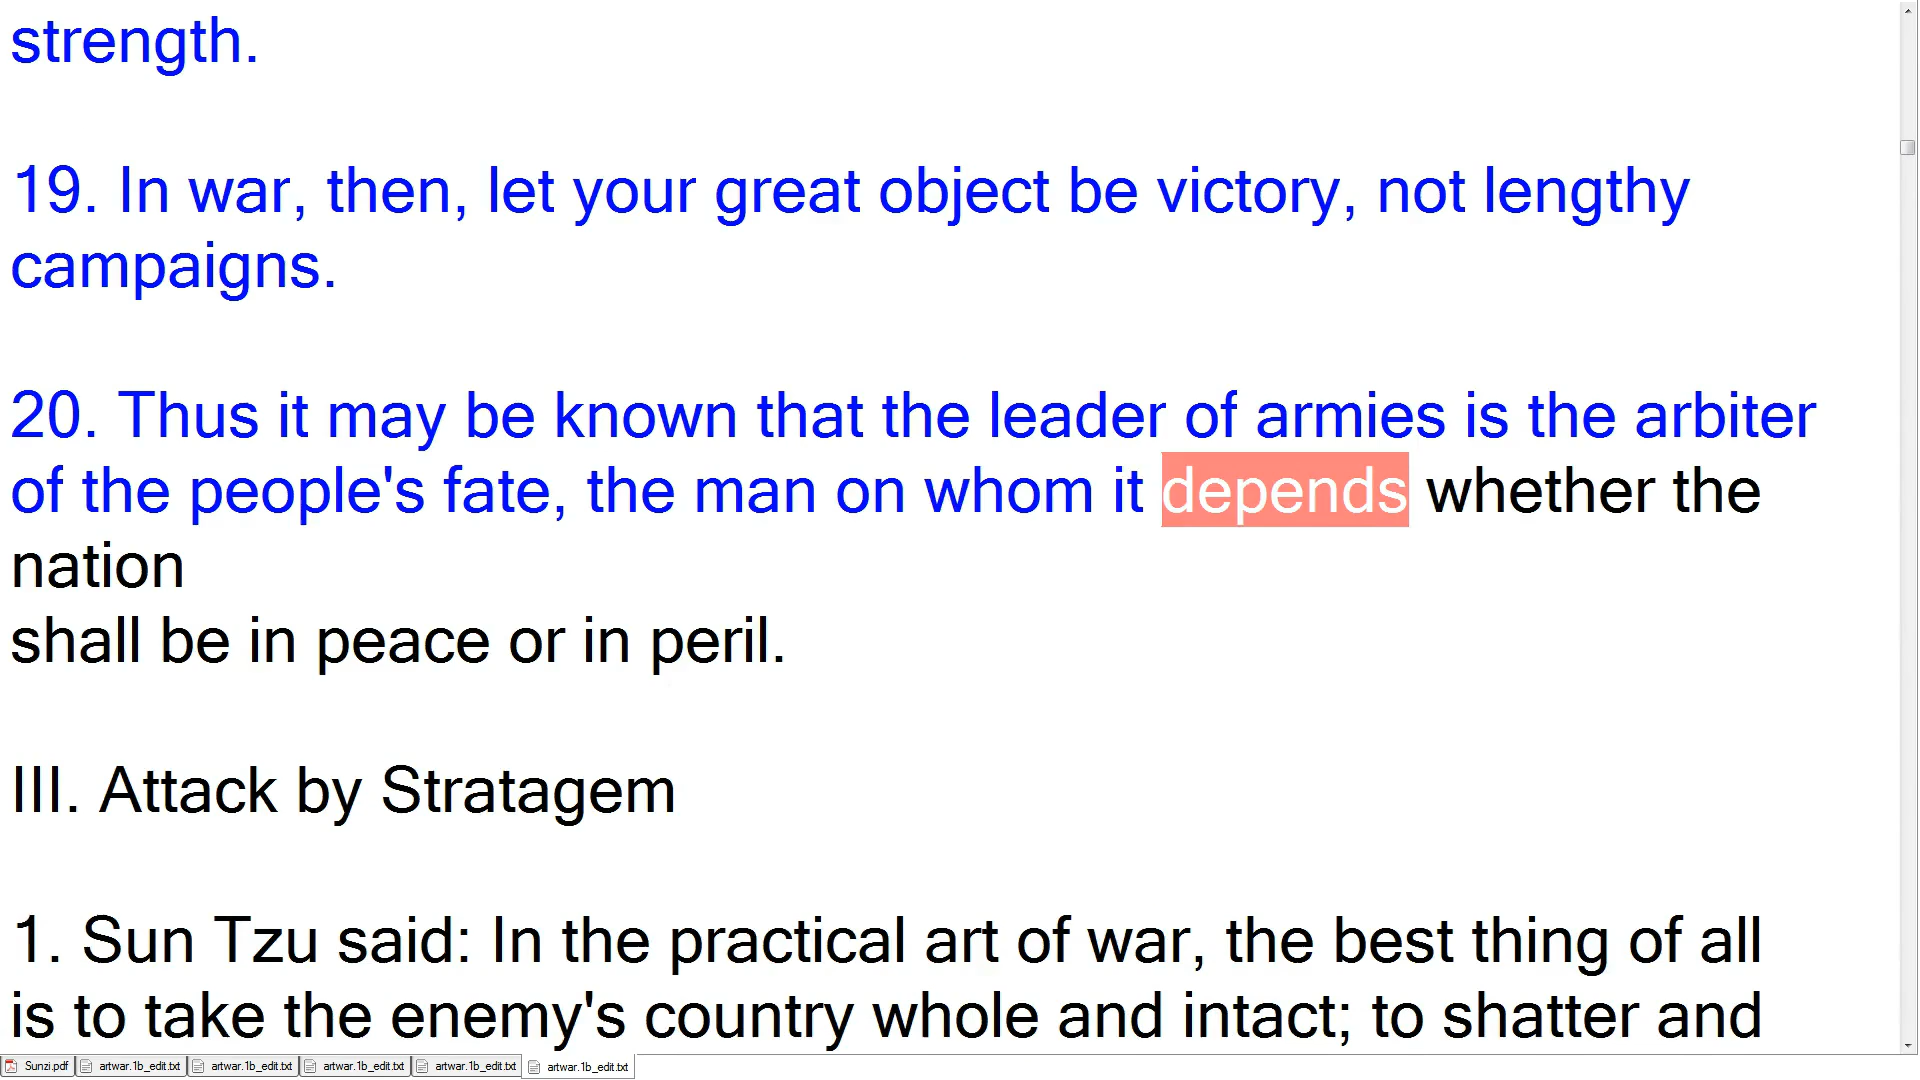 strength.
19. In war, then, let your great object be victory, not lengthy
campaigns.
20. Thus it may be known that the leader of armies is the arbiter
of the people's fate, the man on whom it depends whether the
nation
shall be in peace or in peril.
III. Attack by Stratagem
1. Sun Tzu said: In the practical art of war, the best thing of all
is to take the enemy's country whole and intact; to shatter and
Sunzi.pdf artwar.1b_edit.txt artwar.1b_edit.txt artwar.1b_edit.txt artwar.1b_edit.txt artwar.1b_edit.txt